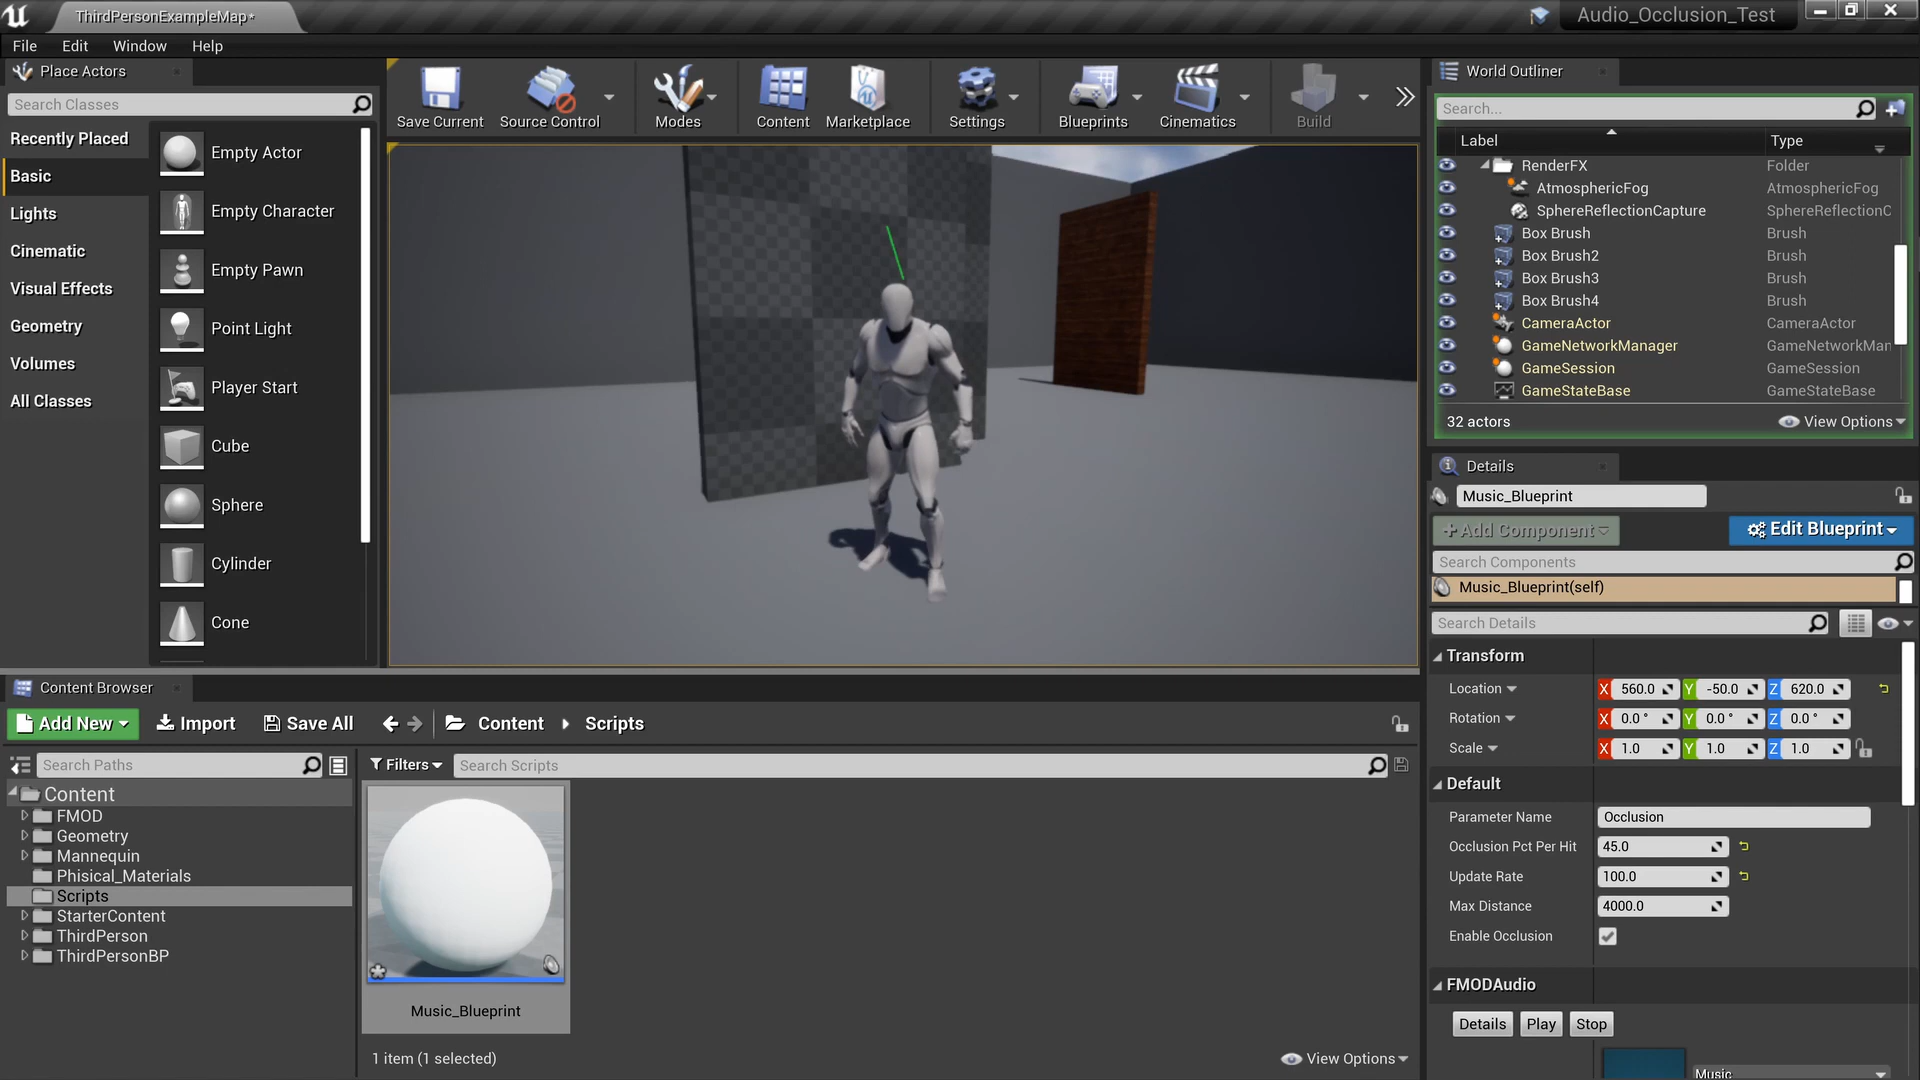 ThirdPersonExampleMap*
Audio_Occlusion_Test
File Edit Window Help
Place Actors
Search Classes
Recently Placed
Basic
Lights
Cinematic
Visual Effects
Geometry
Volumes
All Classes
Empty Actor
Empty Character
Empty Pawn
Point Light
Player Start
Cube
Sphere
Cylinder
Cone
Save Current
Source Control
Modes
Content
Marketplace
Settings
Blueprints
Cinematics
Build
World Outliner
Search...
Label Type
RenderFX Folder
AtmosphericFog AtmosphericFog
SphereReflectionCapture SphereReflectionC
Box Brush Brush
Box Brush2 Brush
Box Brush3 Brush
Box Brush4 Brush
CameraActor CameraActor
GameNetworkManager GameNetworkMan
GameSession GameSession
GameStateBase GameStateBase
32 actors View Options
Details
Music_Blueprint
+ Add Component Edit Blueprint
Search Components
Music_Blueprint(self)
Search Details
Transform
Location X 560.0 Y -50.0 Z 620.0
Rotation X 0.0 ° Y 0.0 ° Z 0.0 °
Scale X 1.0 Y 1.0 Z 1.0
Default
Parameter Name Occlusion
Occlusion Pct Per Hit 45.0
Update Rate 100.0
Max Distance 4000.0
Enable Occlusion
FMODAudio
Details Play Stop
Music
Content Browser
Add New Import Save All Content Scripts
Search Paths
Filters Search Scripts
Content
FMOD
Geometry
Mannequin
Phisical_Materials
Scripts
StarterContent
ThirdPerson
ThirdPersonBP
Music_Blueprint
1 item (1 selected)
View Options